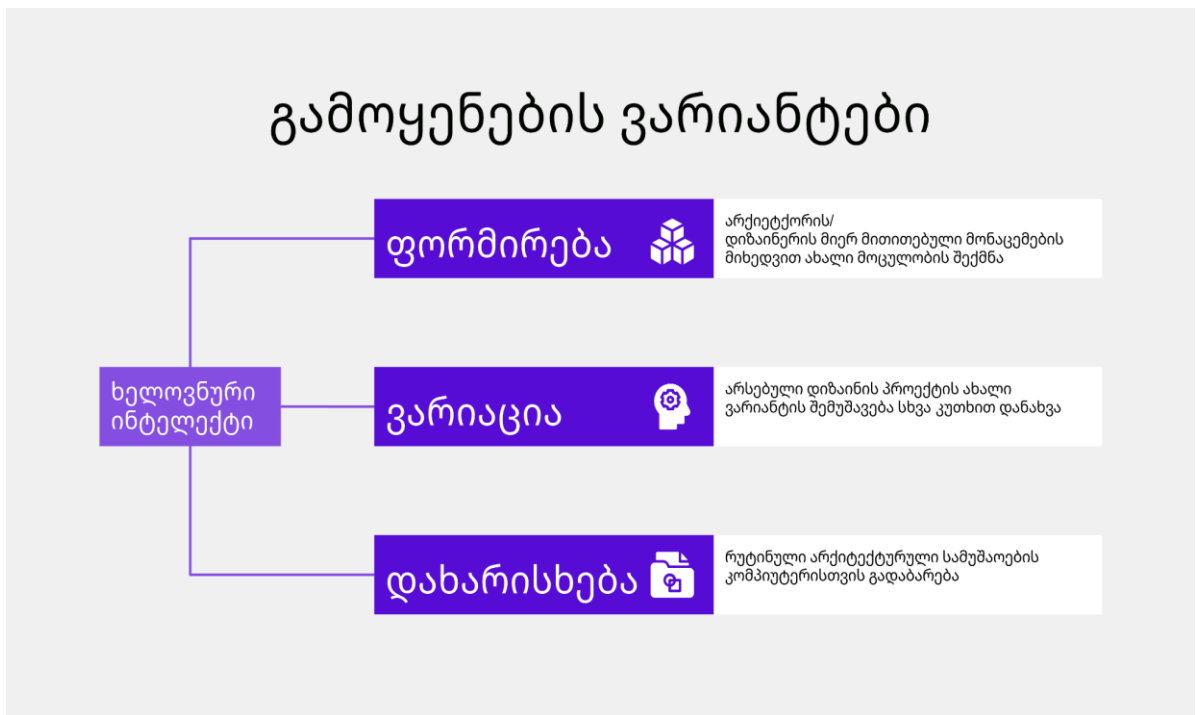 გამოყენების ვარიანტები
ფორმირება
არქიეტქორის/
დიზაინერის მიერ მითითებული მონაცემების
მიხედვით ახალი მოცულობის შექმნა
ხელოვნური
ინტელექტი
ვარიაცია
არსებული დიზაინის პროექტის ახალი
ვარიანტის შემუშავება სხვა კუთხით დანახვა
დახარისხება
რუტინული არქიტექტურული სამუშაოების
კომპიუტერისთვის გადაბარება